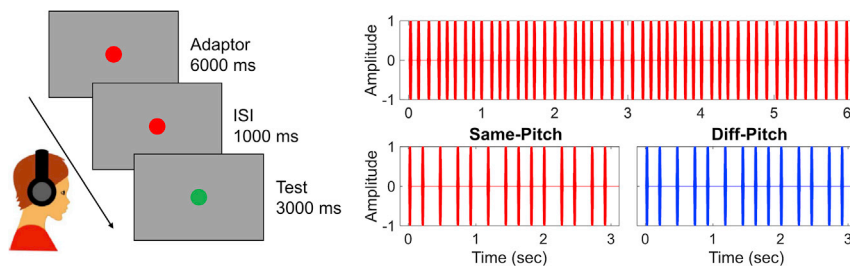 Adaptor
6000 ms
ISI
1000 ms
Test
3000 ms
Amplitude
1
0
-1
0 1 2 3 4 5 6
Same-Pitch Diff-Pitch
Amplitude
1
0
-1
0 1 2 3
0 1 2 3
Time (sec) Time (sec)